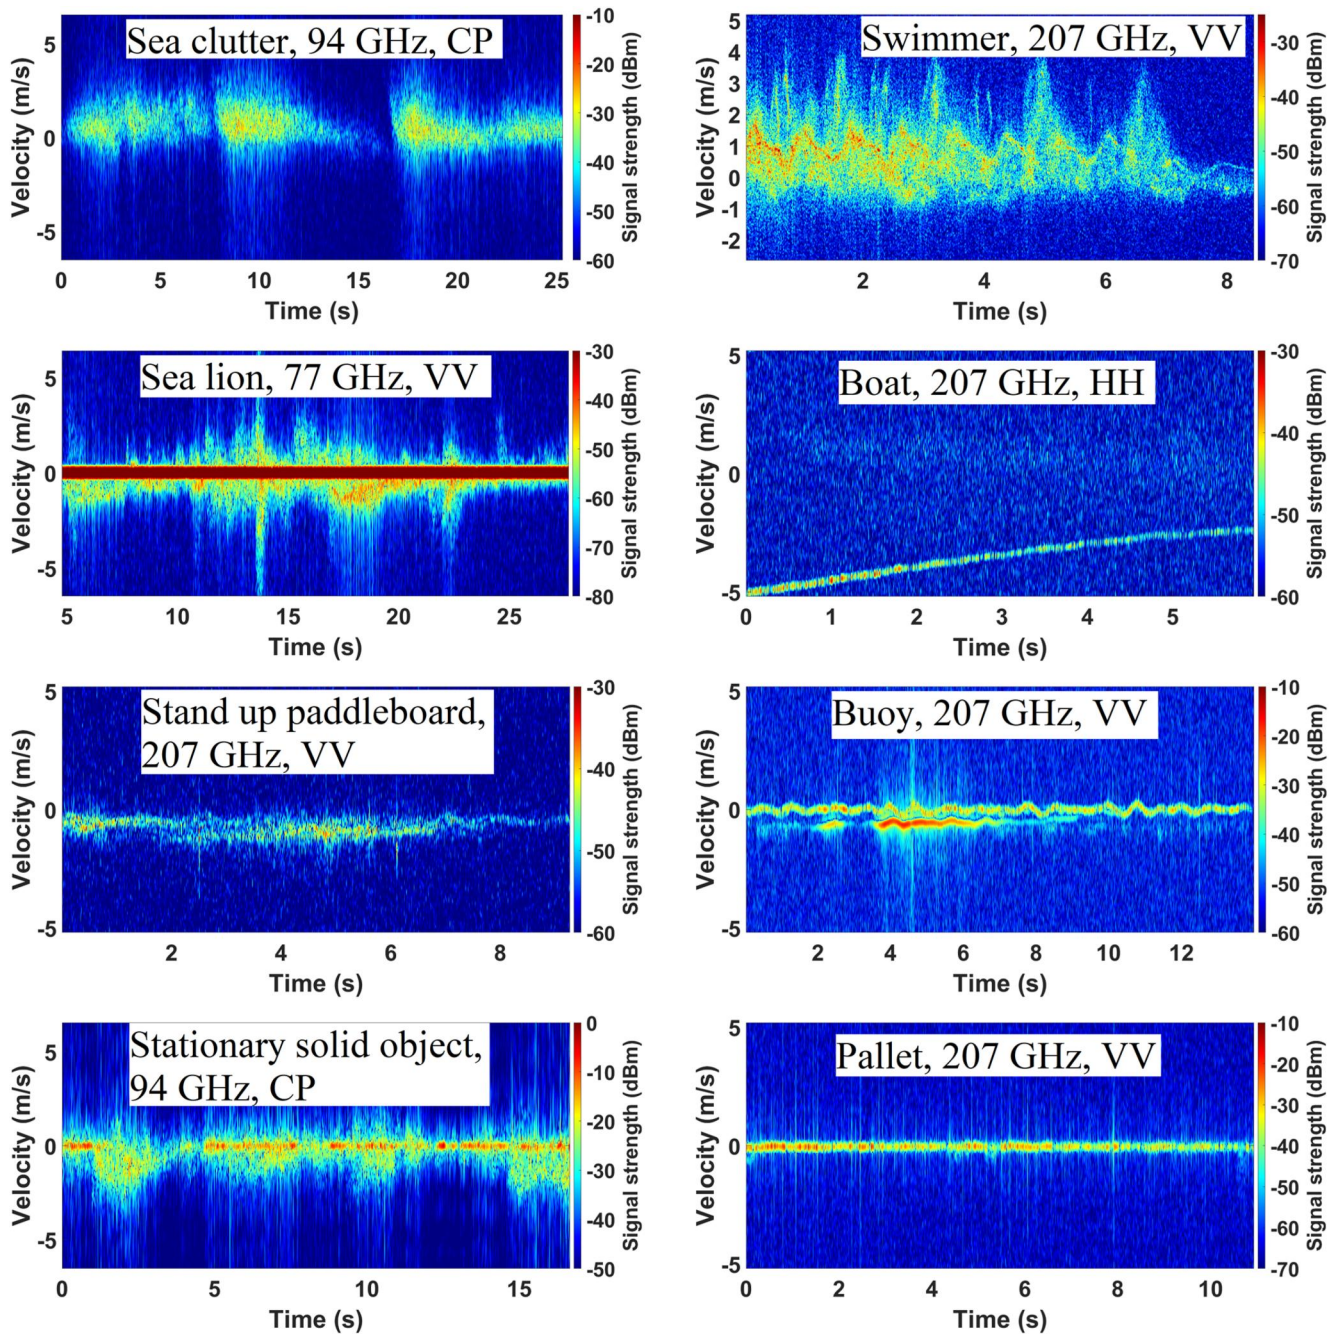 Sea clutter, 94 GHz, CP
Velocity (m/s)
5
0
-5
0 5 10 15 20 25
Time (s)
-10
-20
-30
-40
-50
-60
Signal strength (dBm)
Swimmer, 207 GHz, VV
Velocity (m/s)
5
4
3
2
1
0
-1
-2
2 4 6 8
Time (s)
-30
-40
-50
-60
-70
Signal strength (dBm)
Sea lion, 77 GHz, VV
Velocity (m/s)
5
0
-5
5 10 15 20 25
Time (s)
-30
-40
-50
-60
-70
-80
Signal strength (dBm)
Boat, 207 GHz, HH
Velocity (m/s)
5
0
-5
0 1 2 3 4 5
Time (s)
-30
-40
-50
-60
Signal strength (dBm)
Stand up paddleboard,
207 GHz, VV
Velocity (m/s)
5
0
-5
2 4 6 8
Time (s)
-30
-40
-50
-60
Signal strength (dBm)
Buoy, 207 GHz, VV
Velocity (m/s)
5
0
-5
2 4 6 8 10 12
Time (s)
-10
-20
-30
-40
-50
-60
Signal strength (dBm)
Stationary solid object,
94 GHz, CP
Velocity (m/s)
5
0
-5
0 5 10 15
Time (s)
0
-10
-20
-30
-40
-50
Signal strength (dBm)
Pallet, 207 GHz, VV
Velocity (m/s)
5
0
-5
0 2 4 6 8 10
Time (s)
-10
-20
-30
-40
-50
-60
-70
Signal strength (dBm)